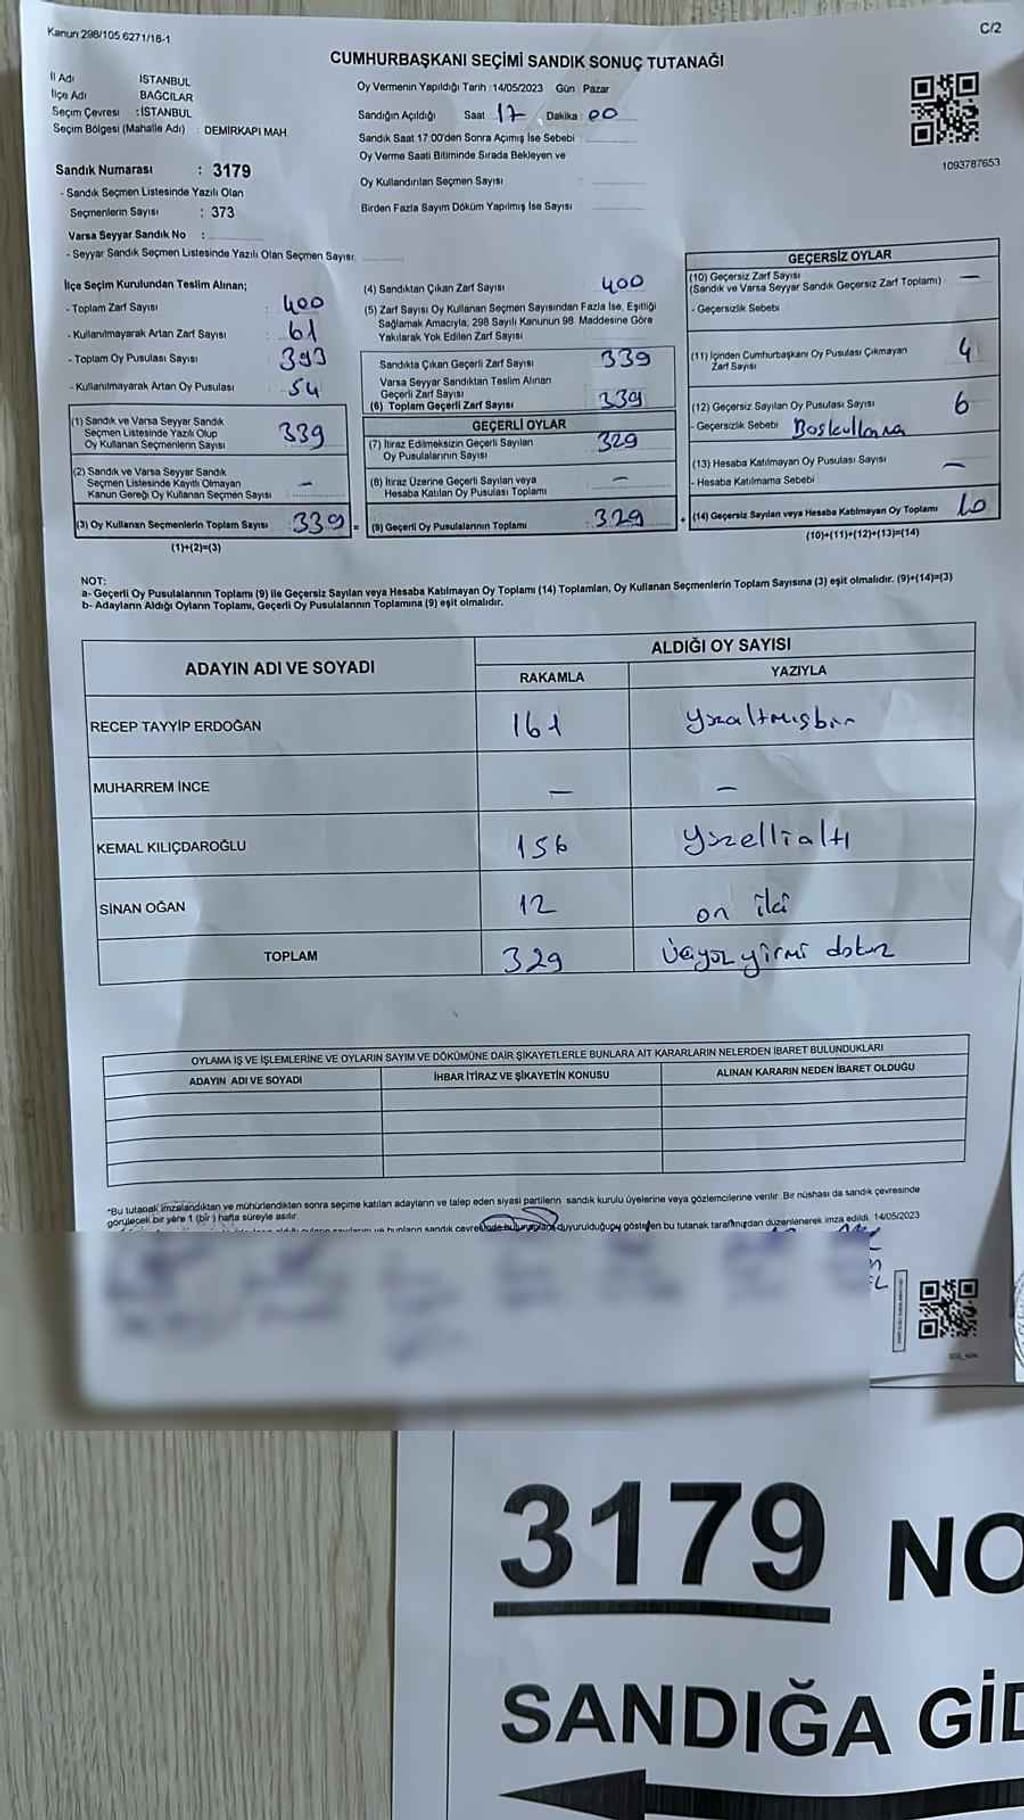 Kanun 298/105 6271/18-1
C/2
CUMHURBAŞKANI SEÇİMİ SANDIK SONUÇ TUTANAĞI
İl Adı İSTANBUL
İlçe Adı BAĞCILAR
Seçim Çevresi : İSTANBUL
Seçim Bölgesi (Mahalle Adı) : DEMİRKAPI MAH.
Oy Vermenin Yapıldığı Tarih : 14/05/2023 Gün Pazar
Sandığın Açıldığı Saat 17 Dakika 00
Sandık Saat 17:00'den Sonra Açımış İse Sebebi
Oy Verme Saati Bitiminde Sırada Bekleyen ve
Oy Kullandırılan Seçmen Sayısı :
Birden Fazla Sayım Döküm Yapılmış İse Sayısı
1093787653
Sandık Numarası : 3179
- Sandık Seçmen Listesinde Yazılı Olan
Seçmenlerin Sayısı : 373
Varsa Seyyar Sandık No :
- Seyyar Sandık Seçmen Listesinde Yazılı Olan Seçmen Sayısı
İlçe Seçim Kurulundan Teslim Alınan;
- Toplam Zarf Sayısı : 400
- Kullanılmayarak Artan Zarf Sayısı : 61
- Toplam Oy Pusulası Sayısı : 393
- Kullanılmayarak Artan Oy Pusulası : 54
(1) Sandık ve Varsa Seyyar Sandık
Seçmen Listesinde Yazılı Olup
Oy Kullanan Seçmenlerin Sayısı 339
(2) Sandık ve Varsa Seyyar Sandık
Seçmen Listesinde Kayıtlı Olmayan
Kanun Gereği Oy Kullanan Seçmen Sayısı -
(3) Oy Kullanan Seçmenlerin Toplam Sayısı 339 =
(1)+(2)=(3)
(4) Sandıktan Çıkan Zarf Sayısı 400
(5) Zarf Sayısı Oy Kullanan Seçmen Sayısından Fazla İse, Eşitliği
Sağlamak Amacıyla, 298 Sayılı Kanunun 98. Maddesine Göre
Yakılarak Yok Edilen Zarf Sayısı
Sandıkta Çıkan Geçerli Zarf Sayısı 339
Varsa Seyyar Sandıktan Teslim Alınan
Geçerli Zarf Sayısı
(6) Toplam Geçerli Zarf Sayısı 339
GEÇERLİ OYLAR
(7) İtiraz Edilmeksizin Geçerli Sayılan
Oy Pusulalarının Sayısı 329
(8) İtiraz Üzerine Geçerli Sayılan veya
Hesaba Katılan Oy Pusulası Toplamı -
(9) Geçerli Oy Pusulalarının Toplamı 329
GEÇERSİZ OYLAR
(10) Geçersiz Zarf Sayısı -
(Sandık ve Varsa Seyyar Sandık Geçersiz Zarf Toplamı)
- Geçersizlik Sebebi
(11) İçinden Cumhurbaşkanı Oy Pusulası Çıkmayan
Zarf Sayısı 4
(12) Geçersiz Sayılan Oy Pusulası Sayısı 6
- Geçersizlik Sebebi
(13) Hesaba Katılmayan Oy Pusulası Sayısı -
- Hesaba Katılmama Sebebi
(14) Geçersiz Sayılan veya Hesaba Katılmayan Oy Toplamı 10
(10)+(11)+(12)+(13)=(14)
NOT:
a- Geçerli Oy Pusulalarının Toplamı (9) ile Geçersiz Sayılan veya Hesaba Katılmayan Oy Toplamı (14) Toplamları, Oy Kullanan Seçmenlerin Toplam Sayısına (3) eşit olmalıdır. (9)+(14)=(3)
b- Adayların Aldığı Oyların Toplamı, Geçerli Oy Pusulalarının Toplamına (9) eşit olmalıdır.
ADAYIN ADI VE SOYADI
ALDIĞI OY SAYISI
RAKAMLA YAZIYLA
RECEP TAYYİP ERDOĞAN 161 yüzaltmışbir
MUHARREM İNCE - -
KEMAL KILIÇDAROĞLU 156 yüzellialtı
SİNAN OĞAN 12 on iki
TOPLAM 329 Üçyüz yirmi dokuz
OYLAMA İŞ VE İŞLEMLERİNE VE OYLARIN SAYIM VE DÖKÜMÜNE DAİR ŞİKAYETLERLE BUNLARA AİT KARARLARIN NELERDEN İBARET BULUNDUKLARI
ADAYIN ADI VE SOYADI İHBAR İTİRAZ VE ŞİKAYETİN KONUSU ALINAN KARARIN NEDEN İBARET OLDUĞU
*Bu tutanak imzalandıktan ve mühürlendikten sonra seçime katılan adayların ve talep eden siyasi partilerin sandık kurulu üyelerine veya gözlemcilerine verilir. Bir nüshası da sandık çevresinde
görülecek bir yere 1 (bir) hafta süreyle asılır.
duyurulduğunu gösteren bu tutanak tarafımızdan düzenlenerek imza edildi. 14/05/2023
3179 NO
SANDIĞA GİD